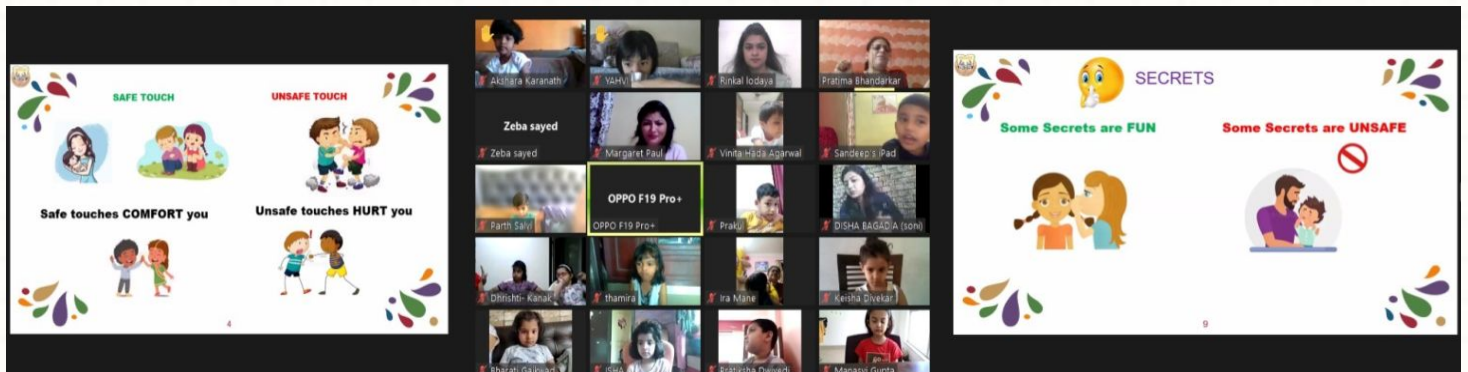 SAFE TOUCH
UNSAFE TOUCH
Safe touches COMFORT you
Unsafe touches HURT you
4
Akshara Karanath
YAHVI
Rinkal lodaya
Pratima Bhandarkar
Zeba sayed
Zeba sayed
Margaret Paul
Vinita Hada Agarwal
Sandeep's iPad
Parth Salvi
OPPO F19 Pro+
OPPO F19 Pro+
Prakul
DISHA BAGADIA (soni)
Dhrishti- Kanak
thamira
Ira Mane
Keisha Divekar
Bharati Gaikwad
ISHA
Pratiksha Dwivedi
Manasvi Gupta
SECRETS
Some Secrets are FUN
Some Secrets are UNSAFE
9